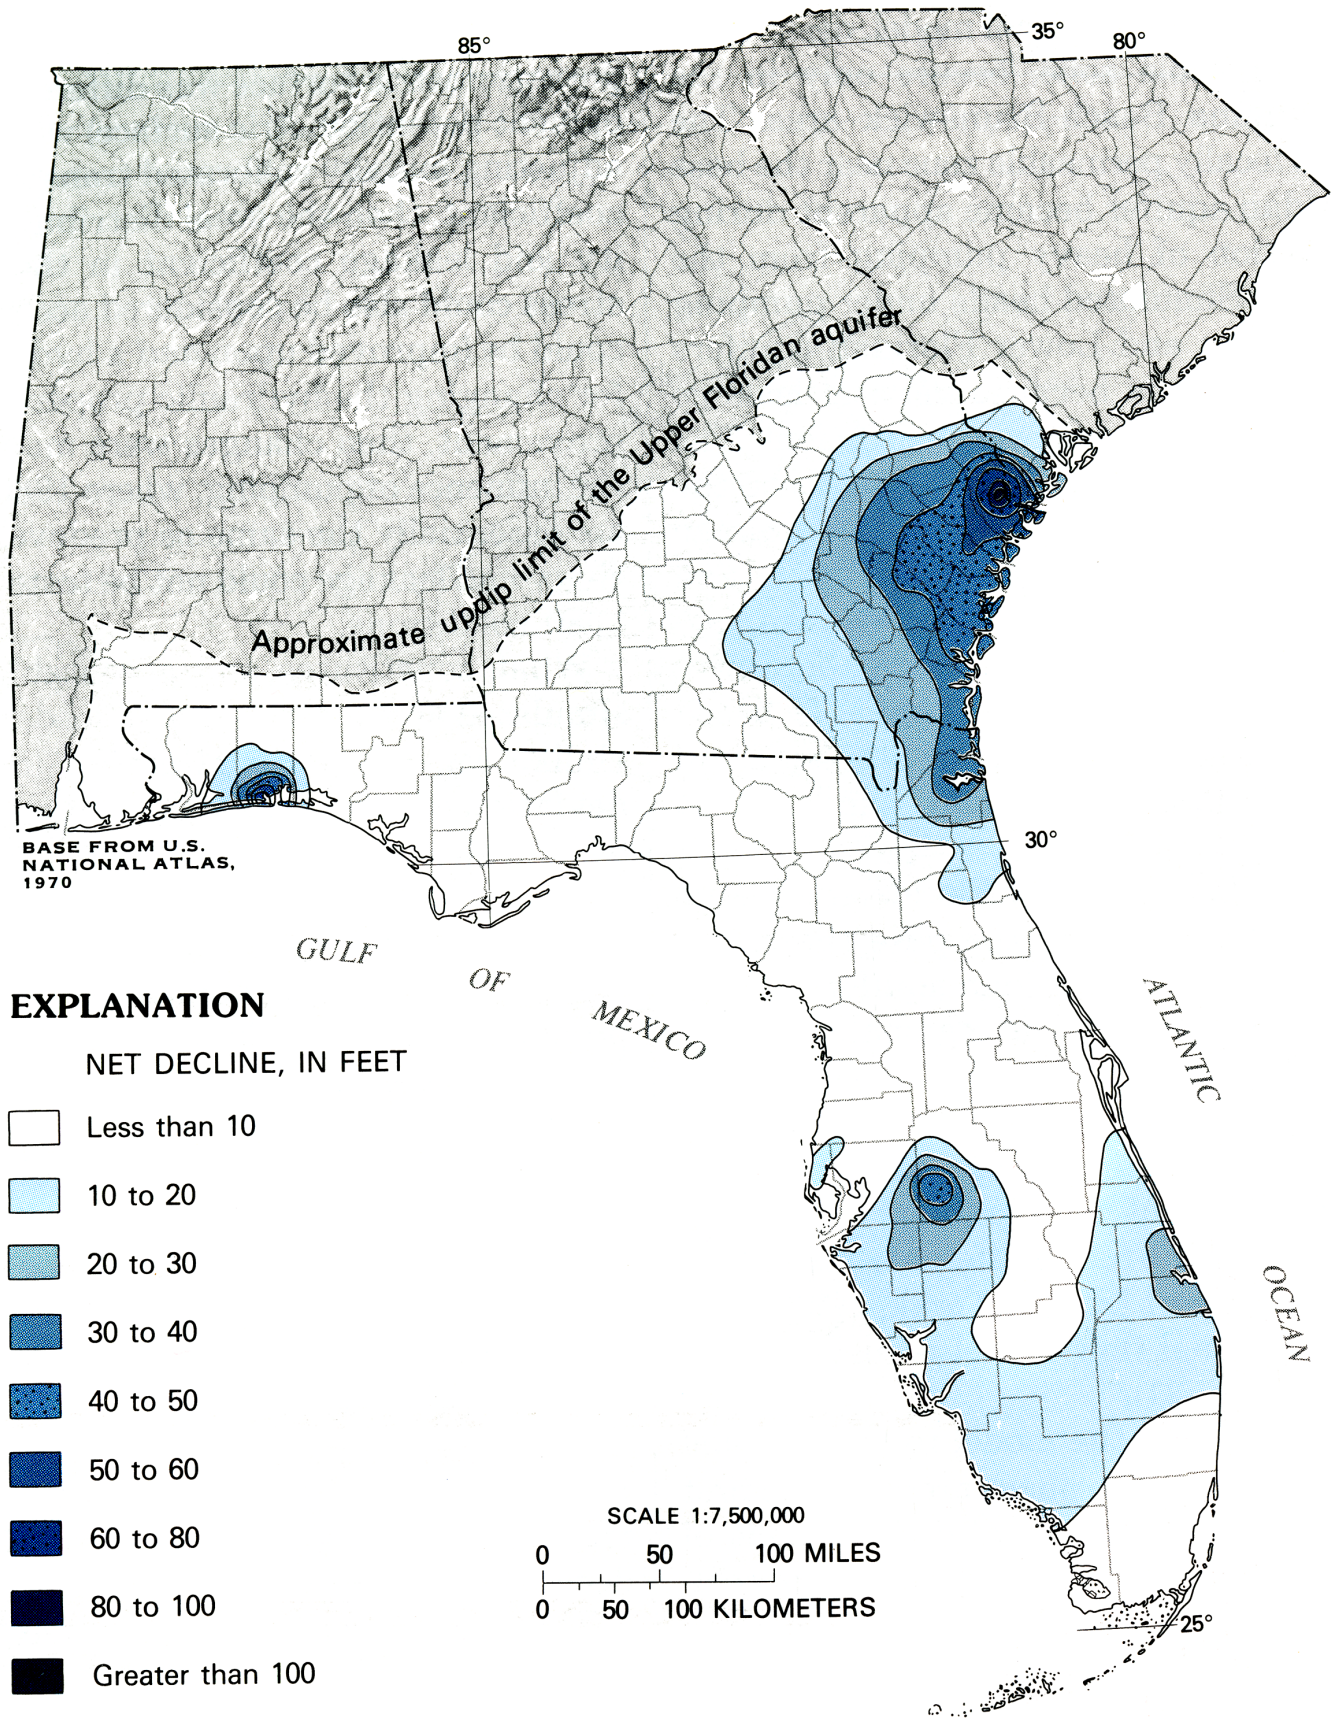 85°
35°
80°
Approximate updip limit of the Upper Floridan aquifer
30°
BASE FROM U.S.
NATIONAL ATLAS,
1970
GULF OF MEXICO
ATLANTIC OCEAN
EXPLANATION
NET DECLINE, IN FEET
Less than 10
10 to 20
20 to 30
30 to 40
40 to 50
50 to 60
60 to 80
80 to 100
Greater than 100
SCALE 1:7,500,000
0 50 100 MILES
0 50 100 KILOMETERS
25°